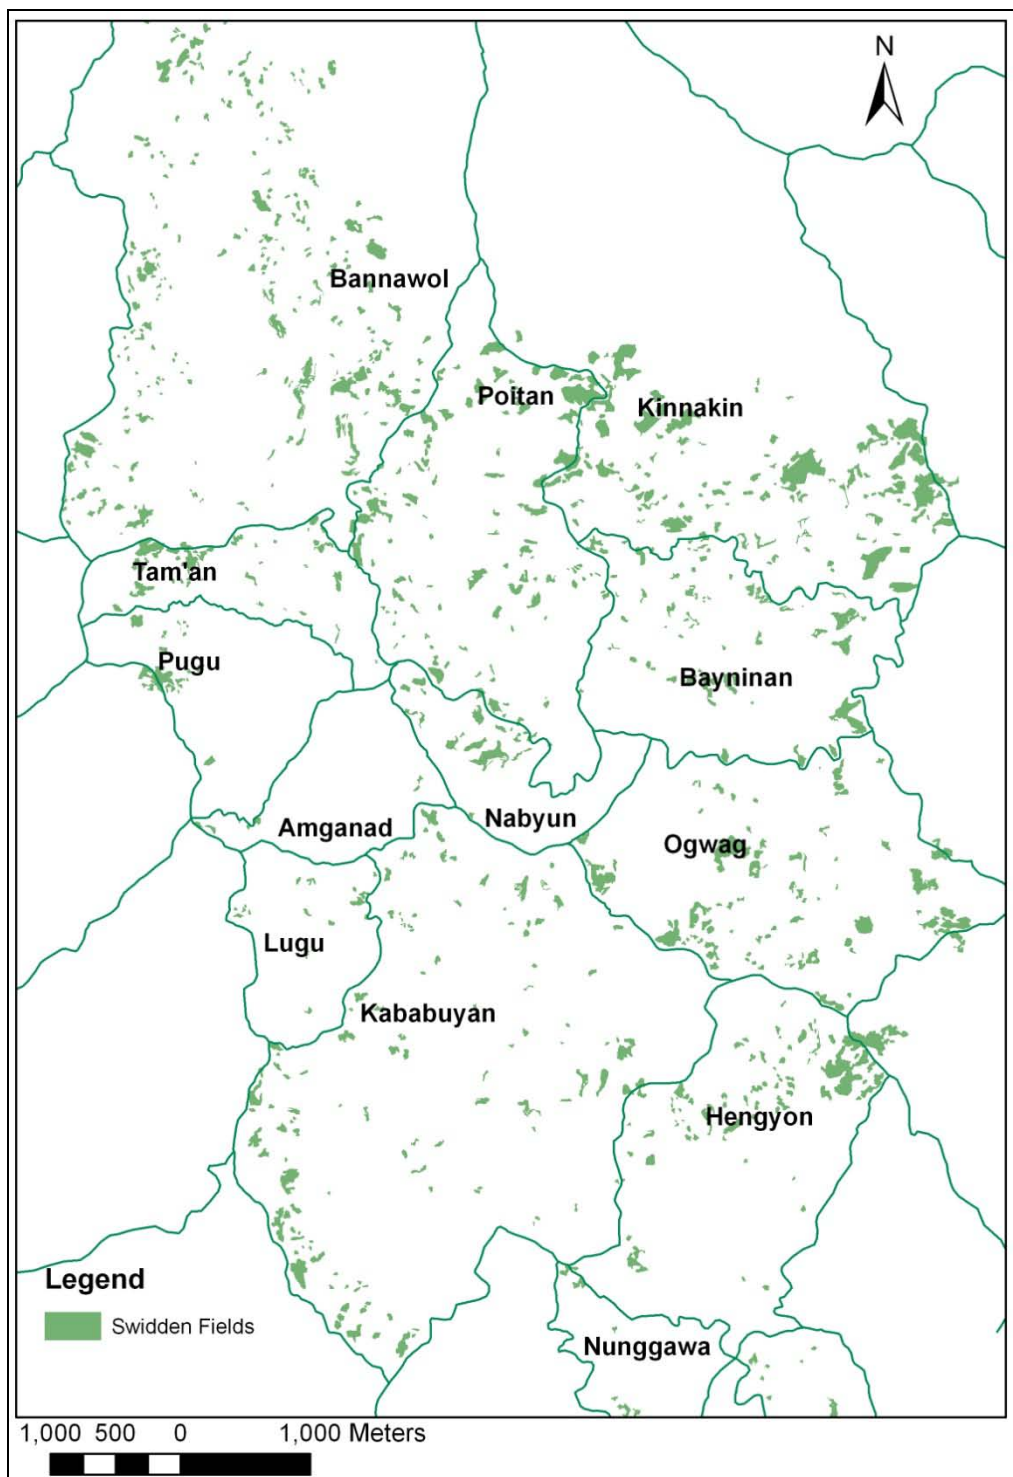 N
Bannawol
Poitan
Kinnakin
Tam'an
Pugu
Bayninan
Amganad
Nabyun
Ogwag
Lugu
Kababuyan
Hengyon
Legend
Swidden Fields
Nunggawa
1,000 500 0 1,000 Meters